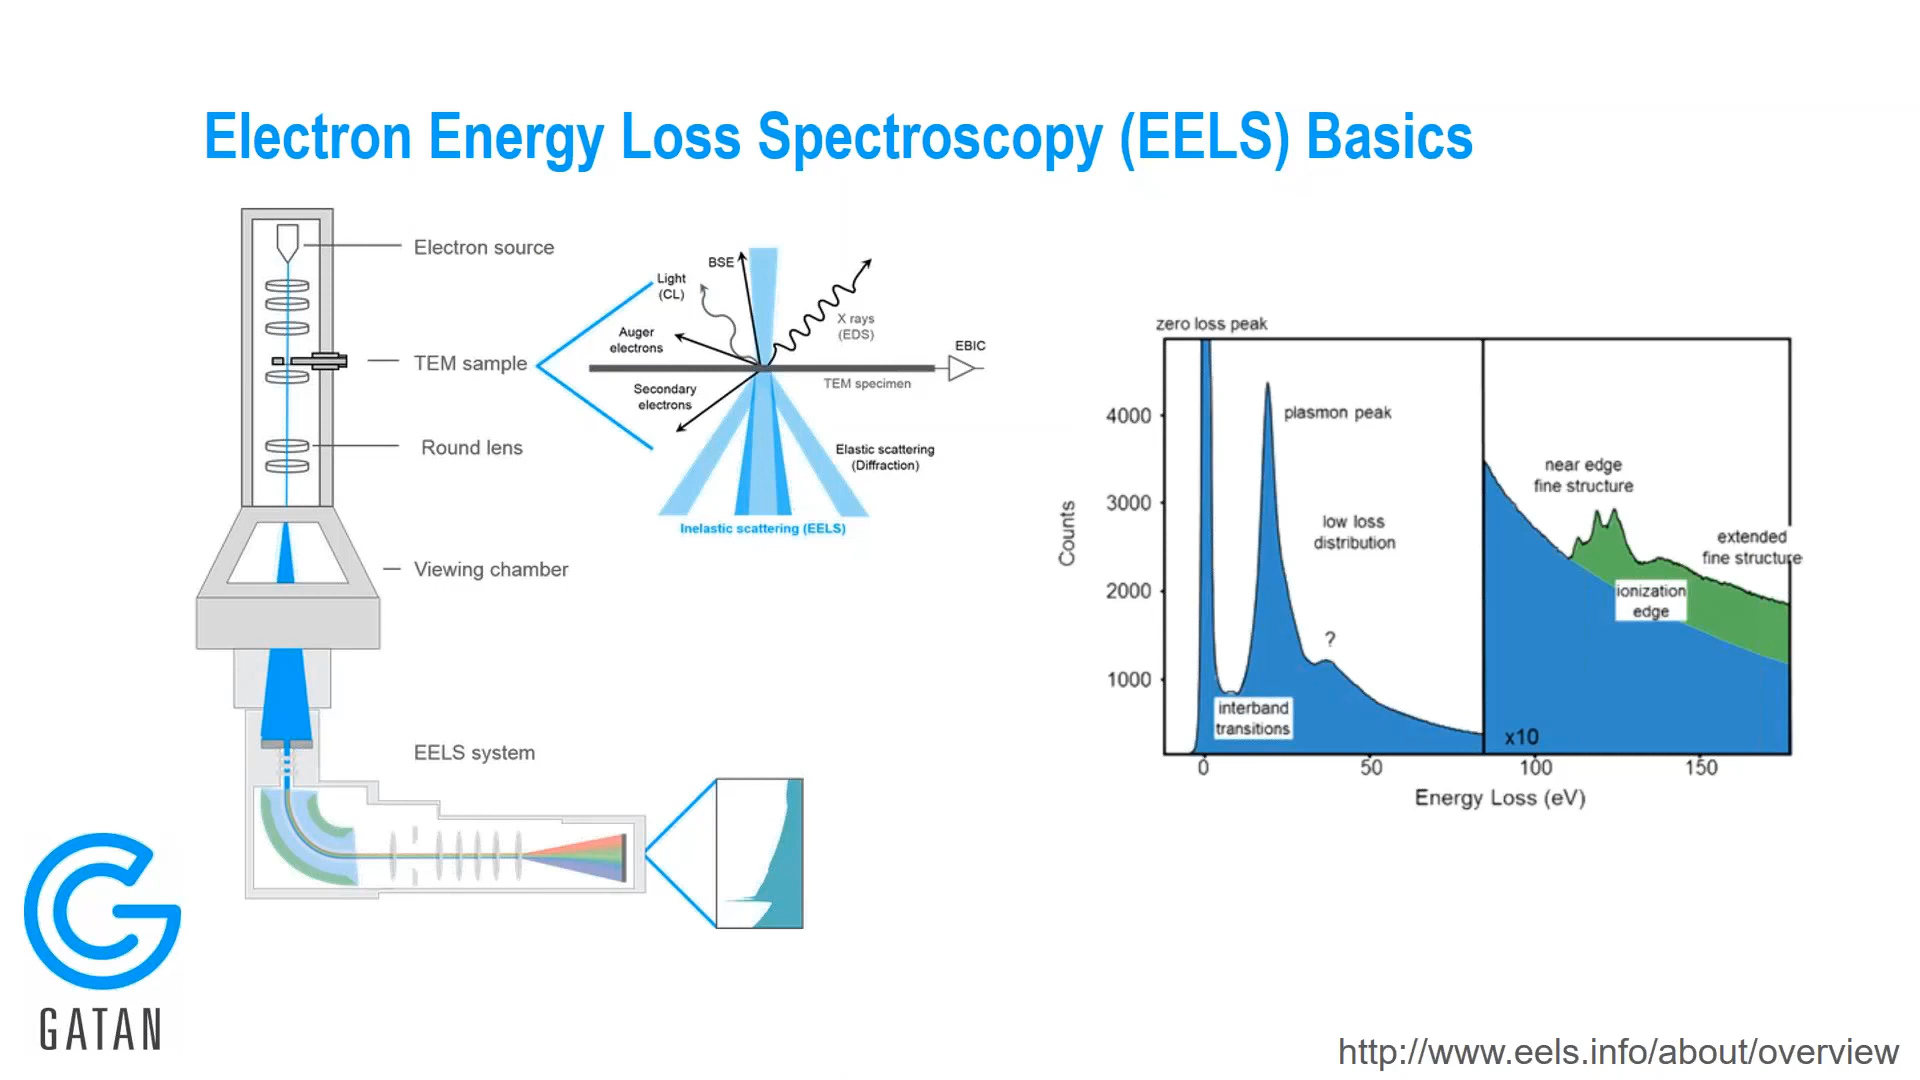 Electron Energy Loss Spectroscopy (EELS) Basics
Electron source
TEM sample
Round lens
Viewing chamber
EELS system
BSE
Light
(CL)
Auger
electrons
Secondary
electrons
X rays
(EDS)
EBIC
TEM specimen
Elastic scattering
(Diffraction)
Inelastic scattering (EELS)
zero loss peak
plasmon peak
low loss
distribution
?
interband
transitions
near edge
fine structure
extended
fine structure
ionization
edge
x10
Counts
4000
3000
2000
1000
0
50
100
150
Energy Loss (eV)
GATAN
http://www.eels.info/about/overview